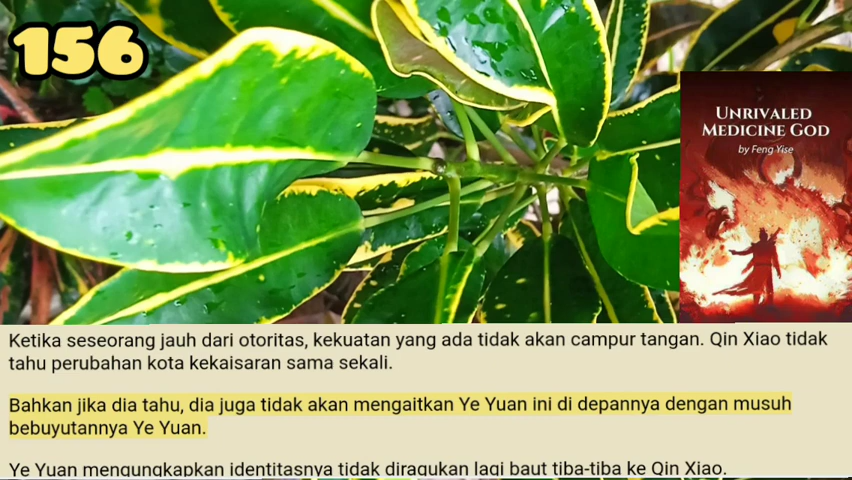 156
UNRIVALED
MEDICINE GOD
by Feng Yise
Ketika seseorang jauh dari otoritas, kekuatan yang ada tidak akan campur tangan. Qin Xiao tidak
tahu perubahan kota kekaisaran sama sekali.
Bahkan jika dia tahu, dia juga tidak akan mengaitkan Ye Yuan ini di depannya dengan musuh
bebuyutannya Ye Yuan.
Ye Yuan mengungkapkan identitasnya tidak diragukan lagi baut tiba-tiba ke Qin Xiao.